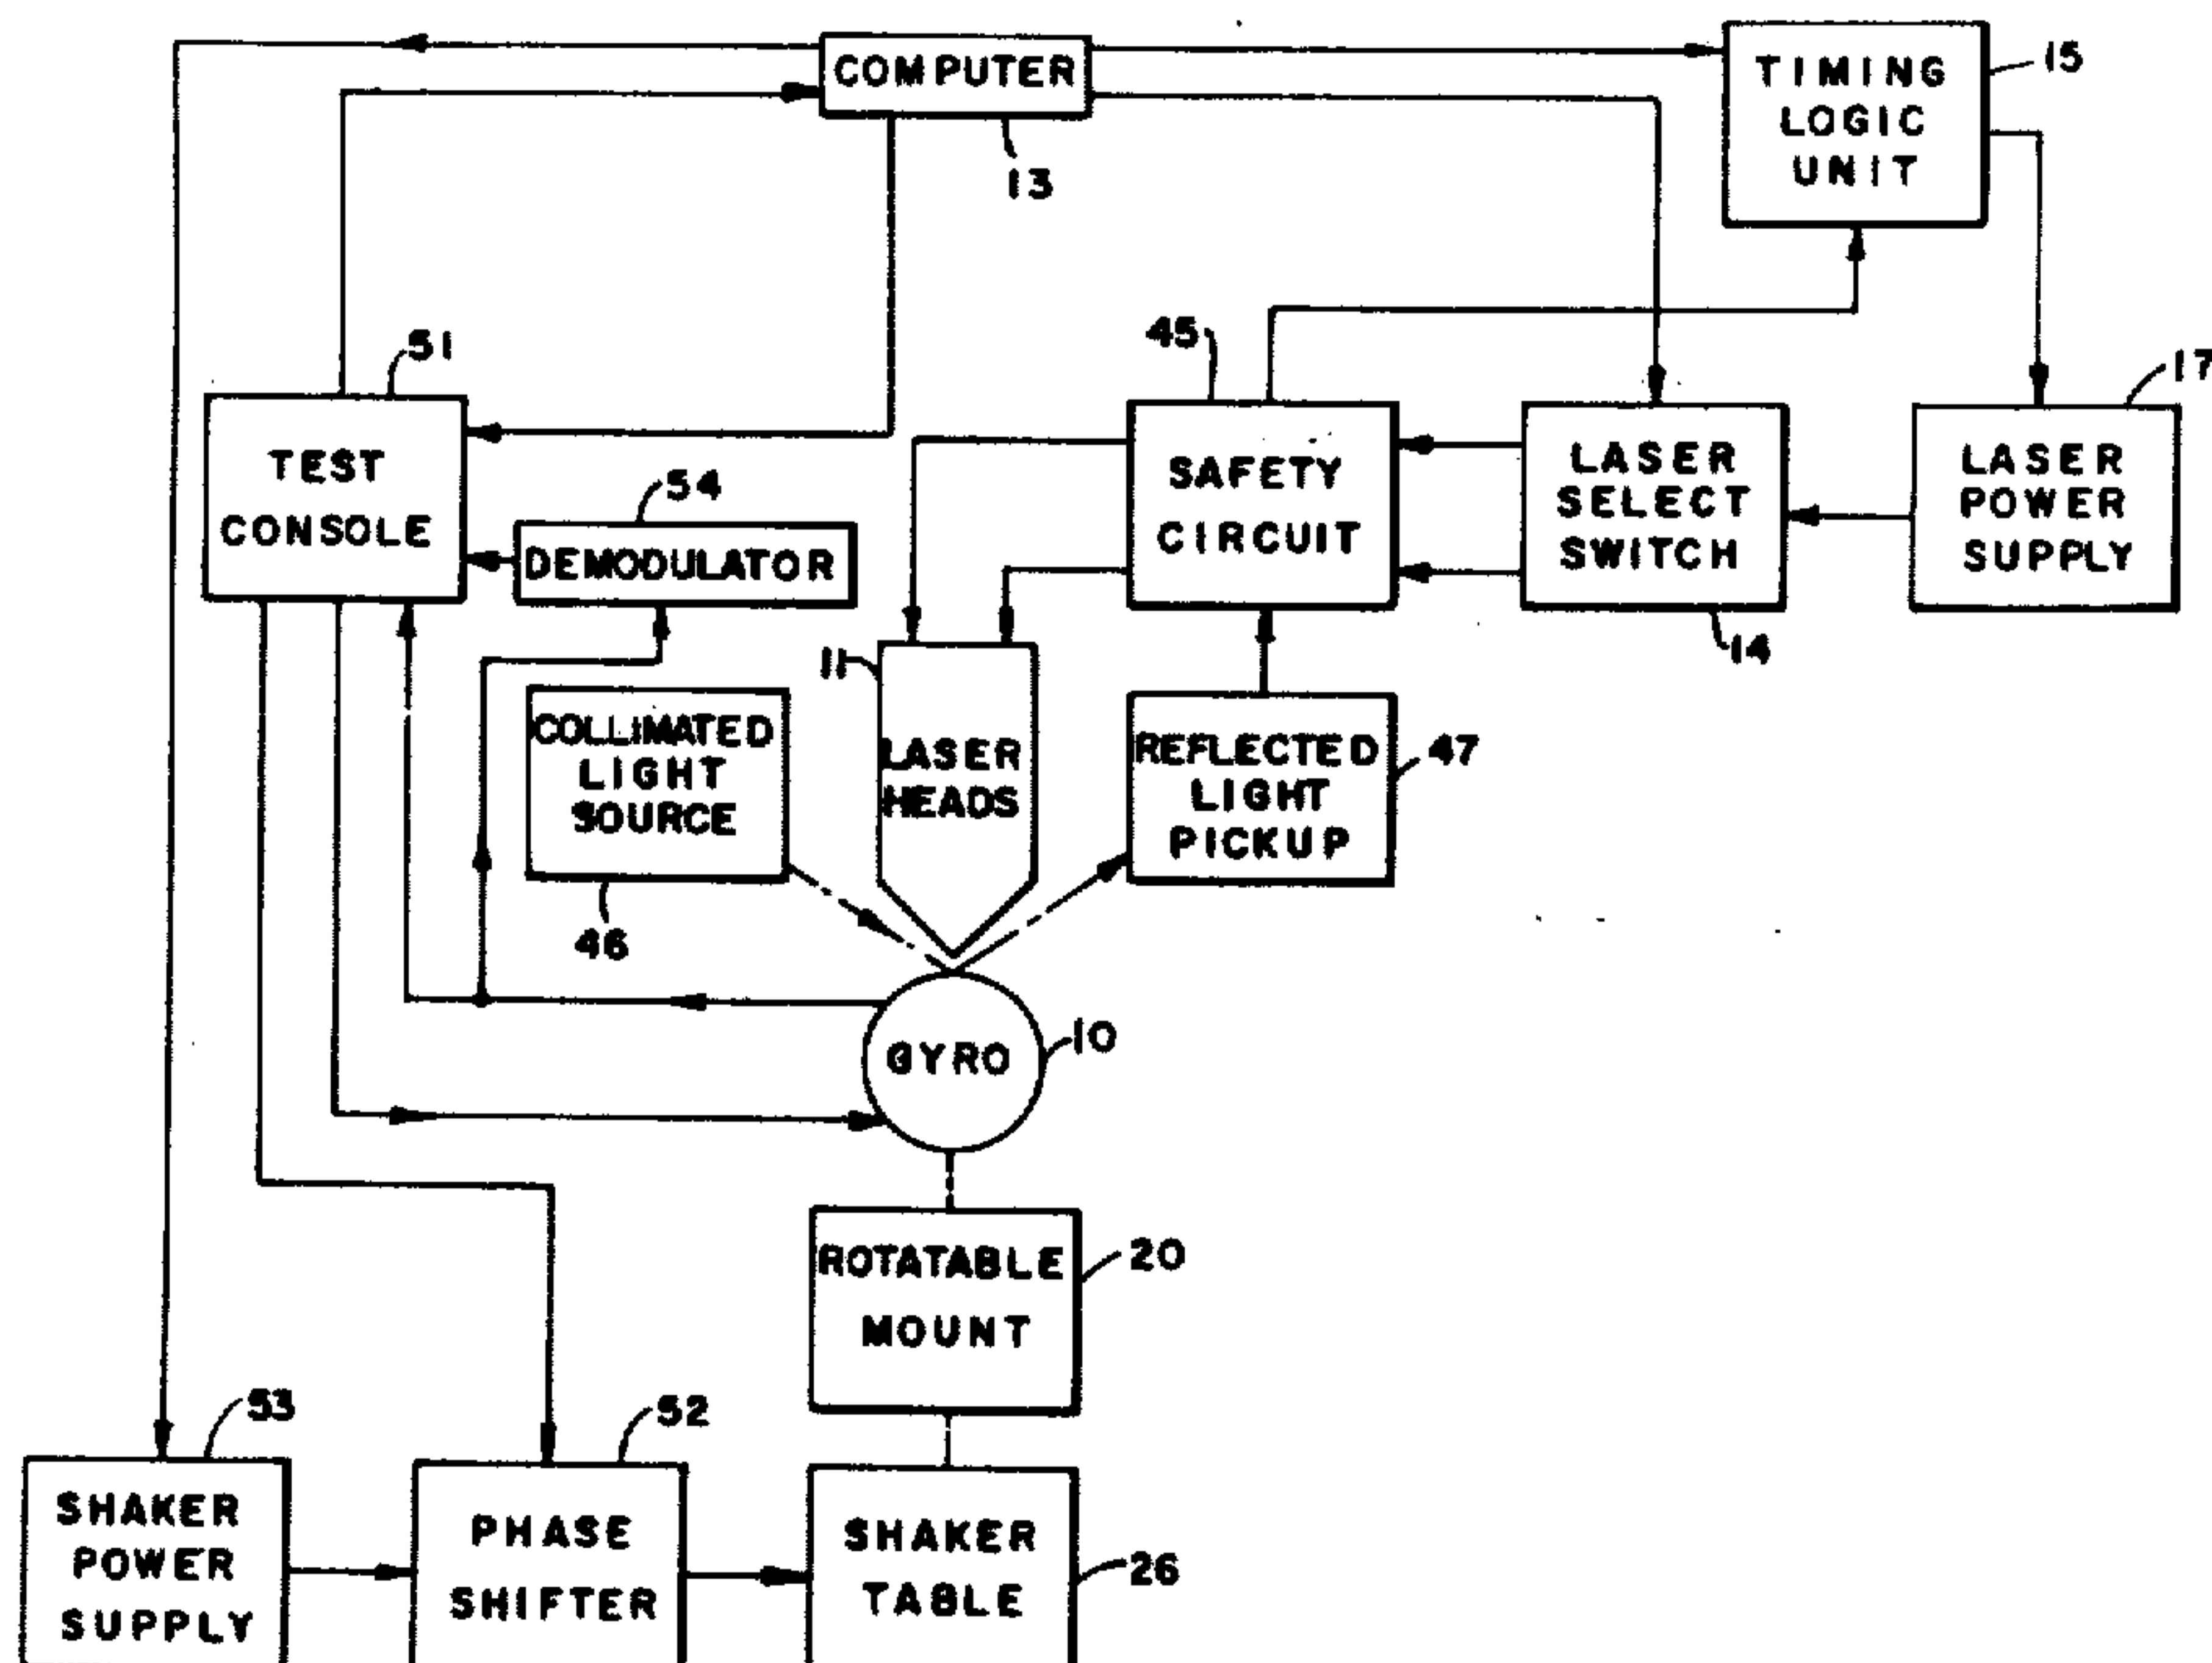 COMPUTER
13
TIMING
LOGIC
UNIT
15
51
TEST
CONSOLE
54
DEMODULATOR
45
SAFETY
CIRCUIT
LASER
SELECT
SWITCH
14
17
LASER
POWER
SUPPLY
11
LASER
HEADS
COLLIMATED
LIGHT
SOURCE
46
REFLECTED
LIGHT
PICKUP
47
GYRO
10
ROTATABLE
MOUNT
20
53
SHAKER
POWER
SUPPLY
52
PHASE
SHIFTER
SHAKER
TABLE
26